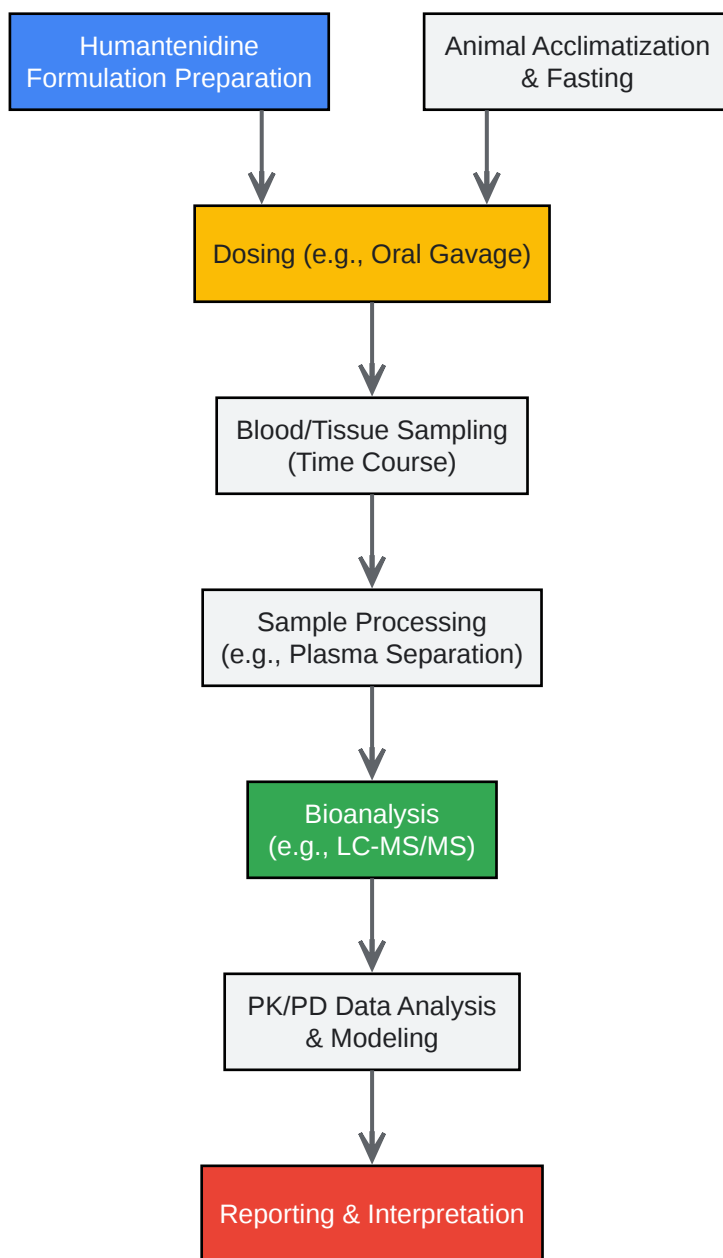 Humantenidine
Formulation Preparation
Animal Acclimatization
& Fasting
Dosing (e.g., Oral Gavage)
Blood/Tissue Sampling
(Time Course)
Sample Processing
(e.g., Plasma Separation)
Bioanalysis
(e.g., LC-MS/MS)
PK/PD Data Analysis
& Modeling
Reporting & Interpretation